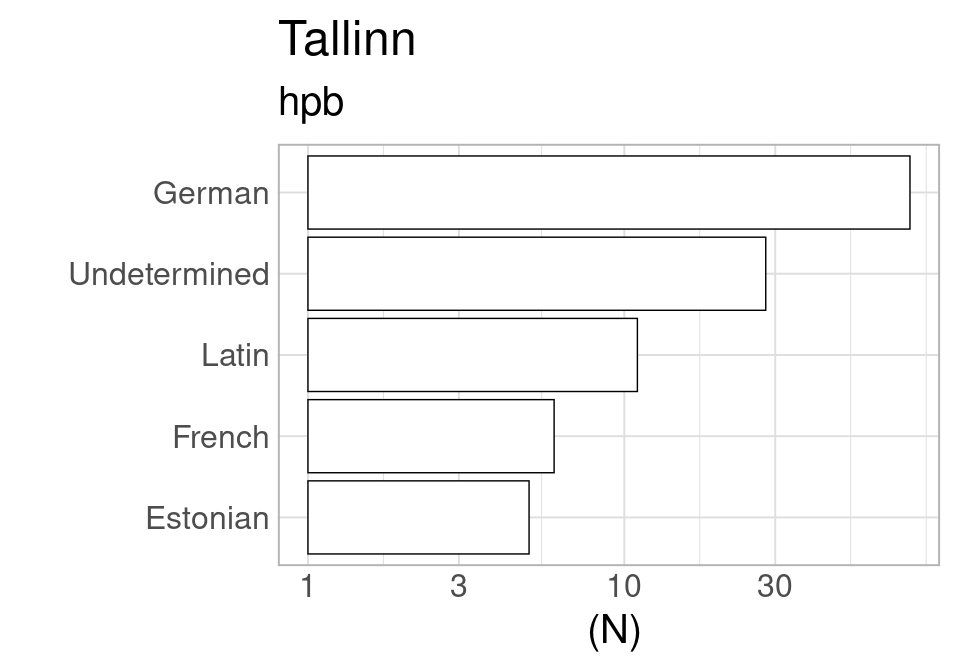 Tallinn
hpb
German
Undetermined
Latin
French
Estonian
1 3 10 30
(N)